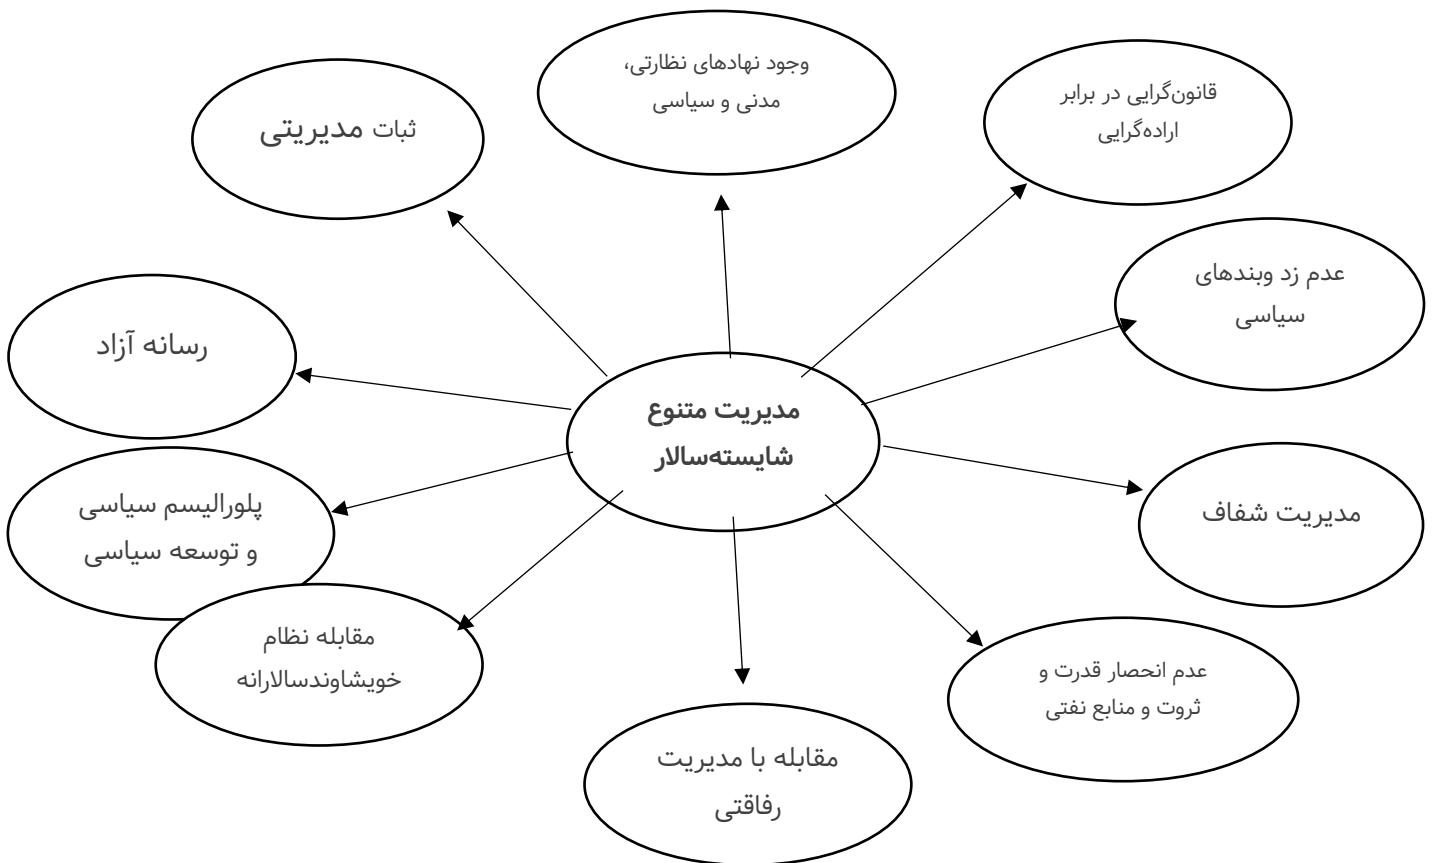 وجود نهادهای نظارتی،
مدنی و سیاسی
قانون‌گرایی در برابر
اراده‌گرایی
ثبات مدیریتی
عدم زد وبندهای
سیاسی
رسانه آزاد
مدیریت متنوع
شایسته‌سالار
مدیریت شفاف
پلورالیسم سیاسی
و توسعه سیاسی
مقابله نظام
خویشاوندسالارانه
عدم انحصار قدرت و
ثروت و منابع نفتی
مقابله با مدیریت
رفاقتی